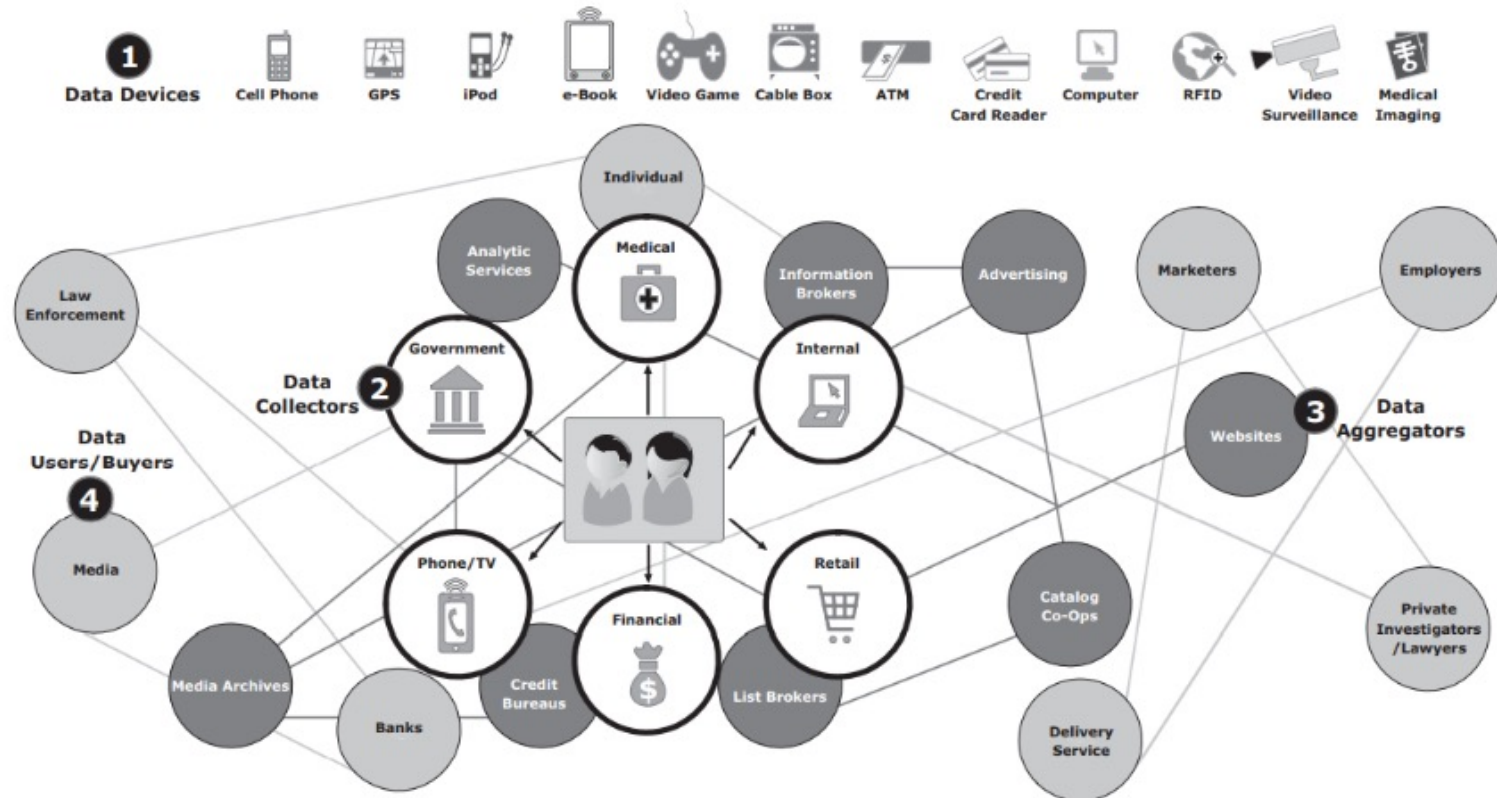 1
Data Devices
Cell Phone
GPS
iPod
e-Book
Video Game
Cable Box
ATM
$
Credit
Card Reader
Computer
RFID
Video
Surveillance
Medical
Imaging
Individual
Medical
Analytic
Services
Information
Brokers
Advertising
Marketers
Employers
Law
Enforcement
Government
Internal
Data
Collectors
2
Websites
3
Data
Aggregators
Data
Users/Buyers
4
Media
Phone/TV
Financial
$
Retail
Catalog
Co-Ops
Private
Investigators
/Lawyers
Media Archives
Banks
Credit
Bureaus
List Brokers
Delivery
Service